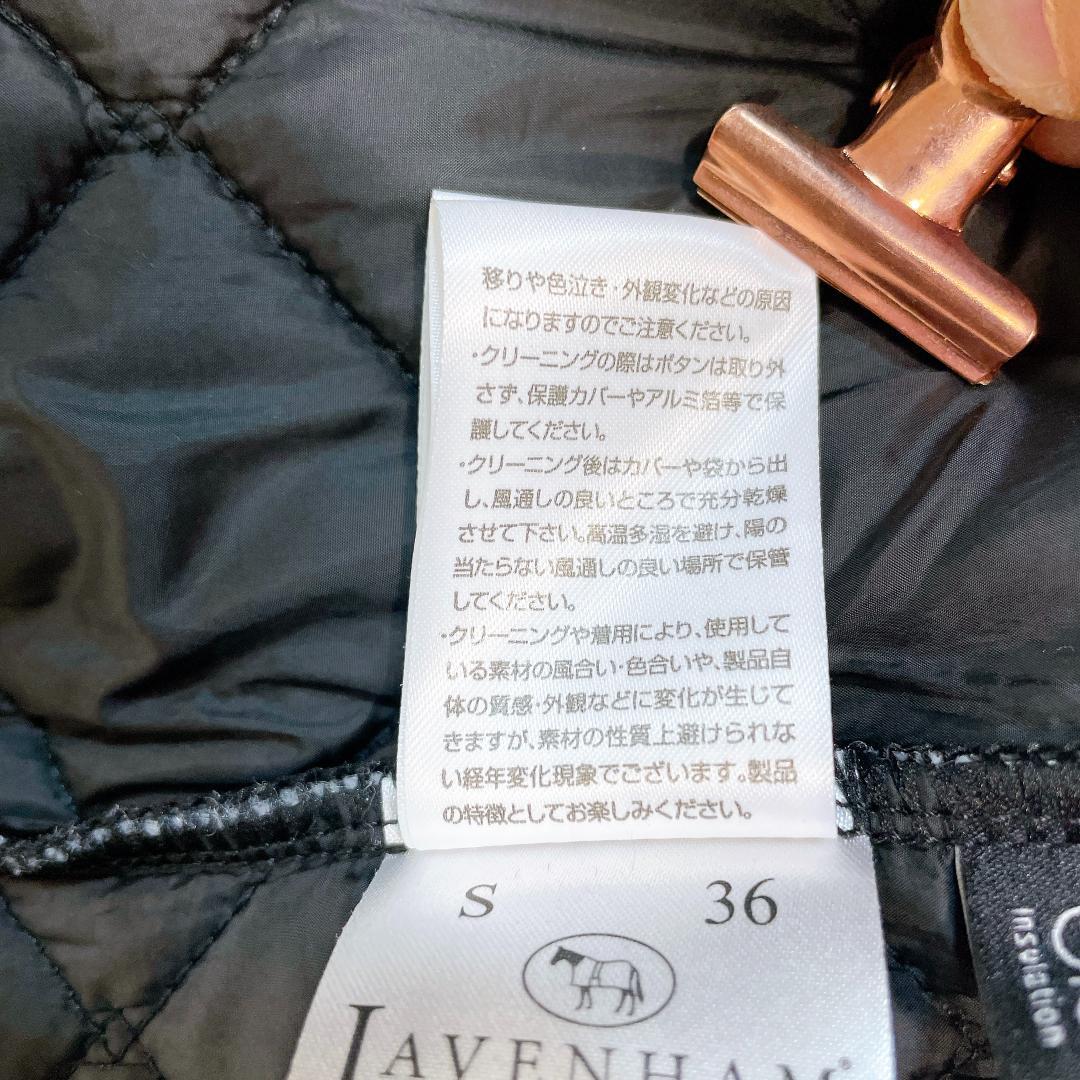 移りや色泣き・外観変化などの原因
になりますのでご注意ください。
・クリーニングの際はボタンは取り外
さず、保護カバーやアルミ箔等で保
護してください。
・クリーニング後はカバーや袋から出
し、風通しの良いところで充分乾燥
させて下さい。高温多湿を避け、陽の
当たらない風通しの良い場所で保管
してください。
・クリーニングや着用により、使用して
いる素材の風合い・色合いや、製品自
体の質感・外観などに変化が生じて
きますが、素材の性質上避けられな
い経年変化現象でございます。製品
の特徴としてお楽しみください。
S 36
LAVENHAM®
insulation